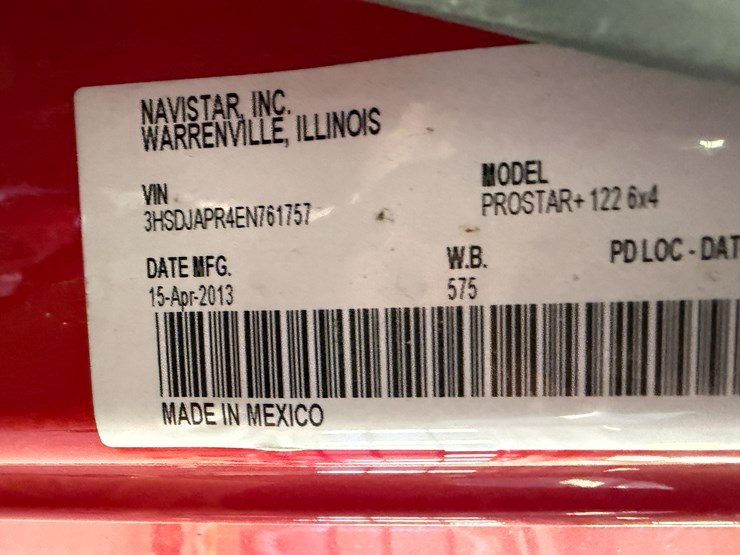 NAVISTAR, INC.
WARRENVILLE, ILLINOIS
VIN
3HSDJAPR4EN761757
MODEL
PROSTAR+ 122 6x4
DATE MFG.
15-Apr-2013
W.B.
575
PD LOC - DAT
MADE IN MEXICO